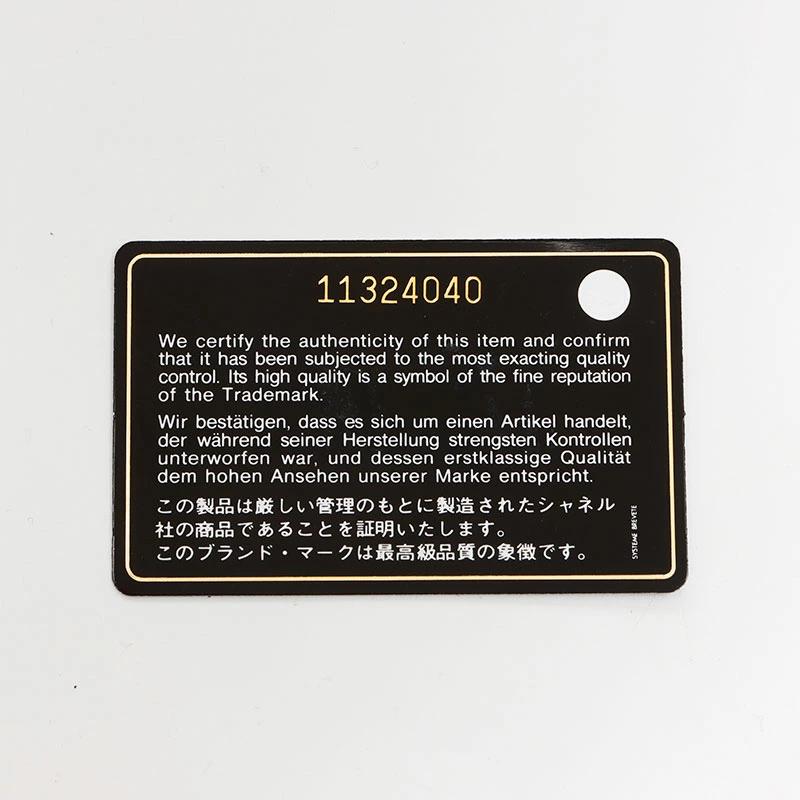 11324040
We certify the authenticity of this item and confirm
that it has been subjected to the most exacting quality
control. Its high quality is a symbol of the fine reputation
of the Trademark.
Wir bestätigen, dass es sich um einen Artikel handelt,
der während seiner Herstellung strengsten Kontrollen
unterworfen war, und dessen erstklassige Qualität
dem hohen Ansehen unserer Marke entspricht.
この製品は厳しい管理のもとに製造されたシャネル
社の商品であることを証明いたします。
このブランド・マークは最高級品質の象徴です。
SYSTEME BREVETE